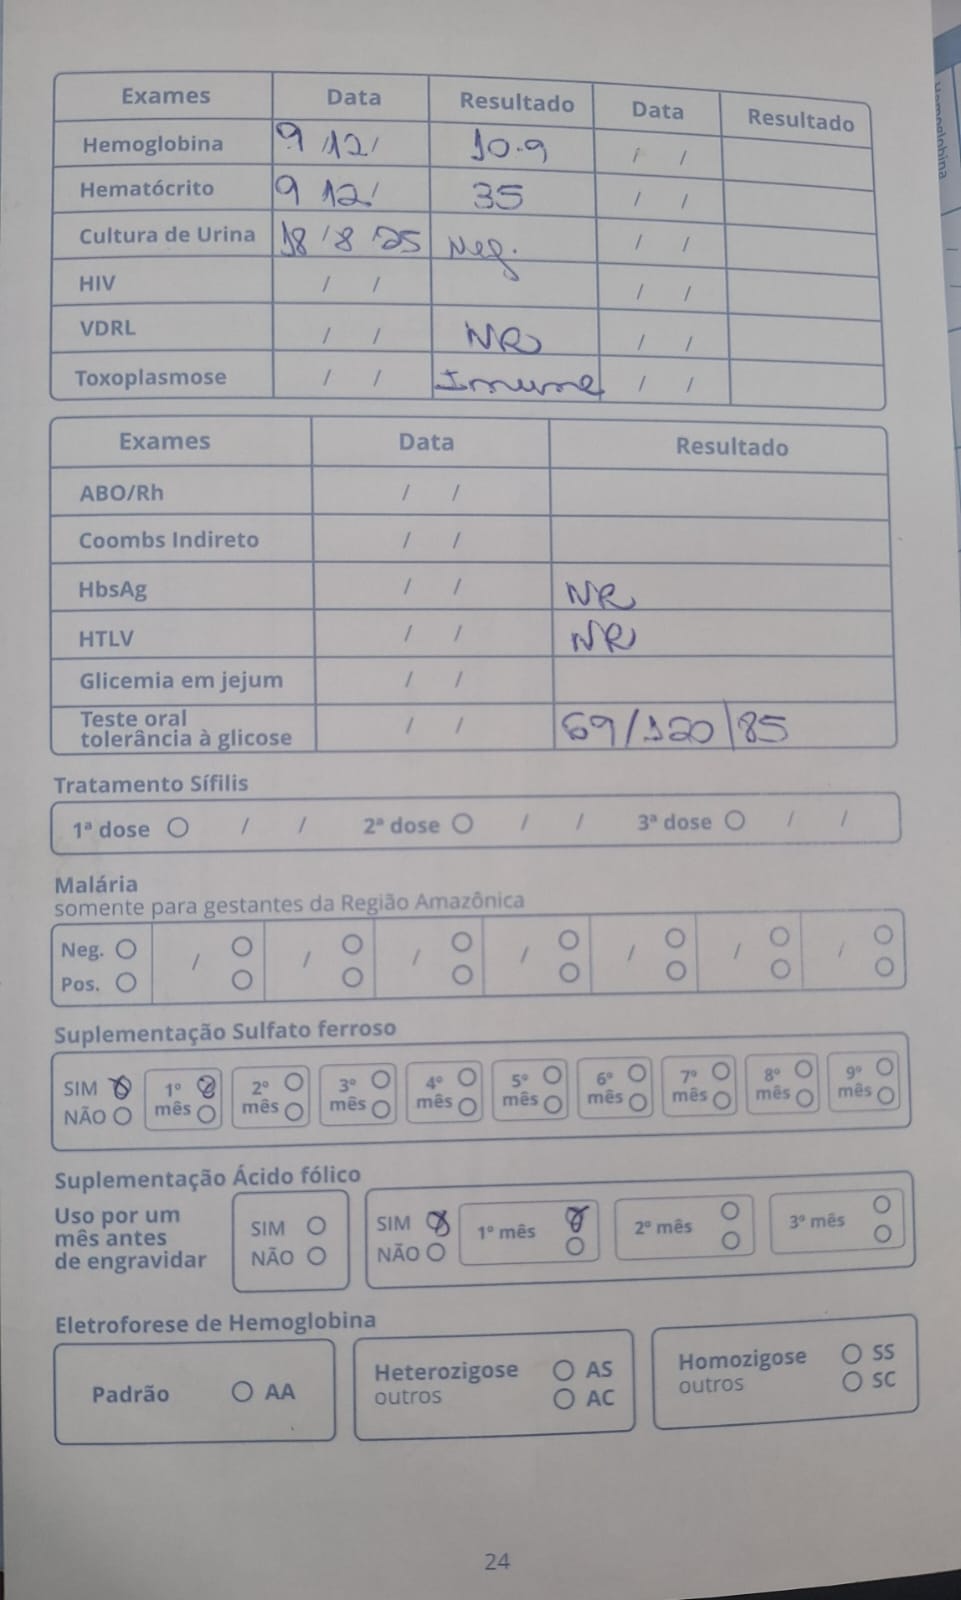 Exames Data Resultado Data Resultado
Hemoglobina 9 /12/ 10.9 / /
Hematócrito 9 12/ 35 / /
Cultura de Urina 18/8/25 Neg. / /
HIV / / / /
VDRL / / NR / /
Toxoplasmose / / Imune / /
Exames Data Resultado
ABO/Rh / /
Coombs Indireto / /
HbsAg / / NR
HTLV / / NR
Glicemia em jejum / /
Teste oral
tolerância à glicose / / 69/120/85
Tratamento Sífilis
1ª dose / / 2ª dose / / 3ª dose / /
Malária
somente para gestantes da Região Amazônica
Neg. / / / / / / /
Pos.
Suplementação Sulfato ferroso
SIM 1º 2º 3º 4º 5º 6º 7º 8º 9º
NÃO mês mês mês mês mês mês mês mês mês
Suplementação Ácido fólico
Uso por um
mês antes
de engravidar
SIM
NÃO
SIM
NÃO
1º mês 2º mês 3º mês
Eletroforese de Hemoglobina
Padrão AA
Heterozigose AS
outros AC
Homozigose SS
outros SC
24
Hemoglobina